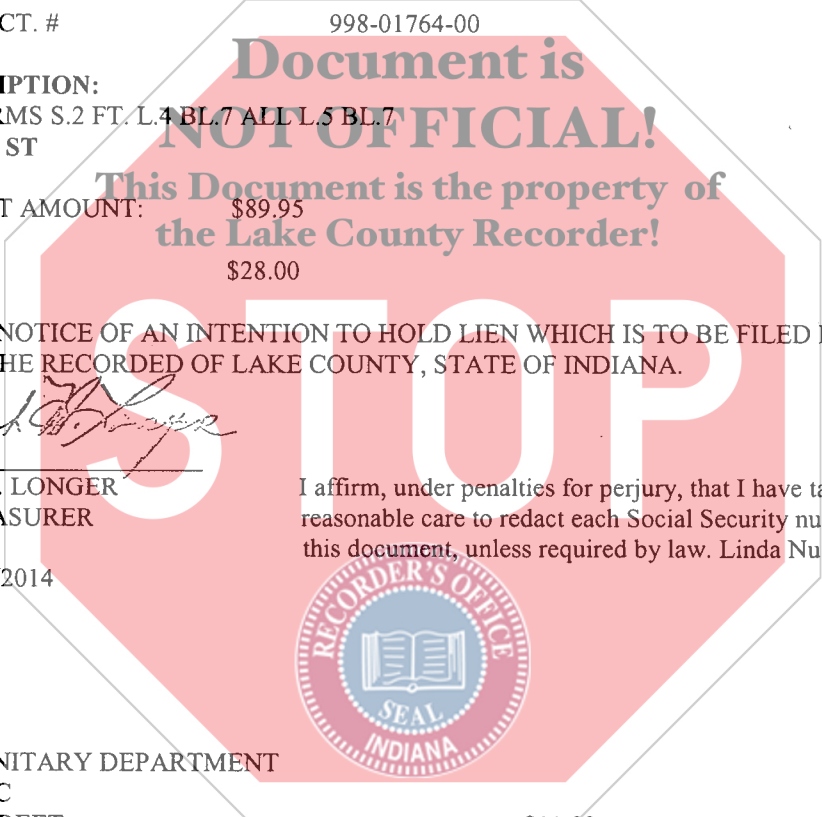 CT. # 998-01764-00
Document is
IPTION:
RMS S.2 FT. L.4 BL.7 ALL L.5 BL.7
NOT OFFICIAL!
ST
This Document is the property of
T AMOUNT: $89.95
the Lake County Recorder!
$28.00
NOTICE OF AN INTENTION TO HOLD LIEN WHICH IS TO BE FILED
HE RECORDED OF LAKE COUNTY, STATE OF INDIANA.
STOP
. LONGER
I affirm, under penalties for perjury, that I have ta
ASURER
reasonable care to redact each Social Security nu
this document, unless required by law. Linda Nu
/2014
RECORDER'S OFFICE
SEAL
INDIANA
NITARY DEPARTMENT
C